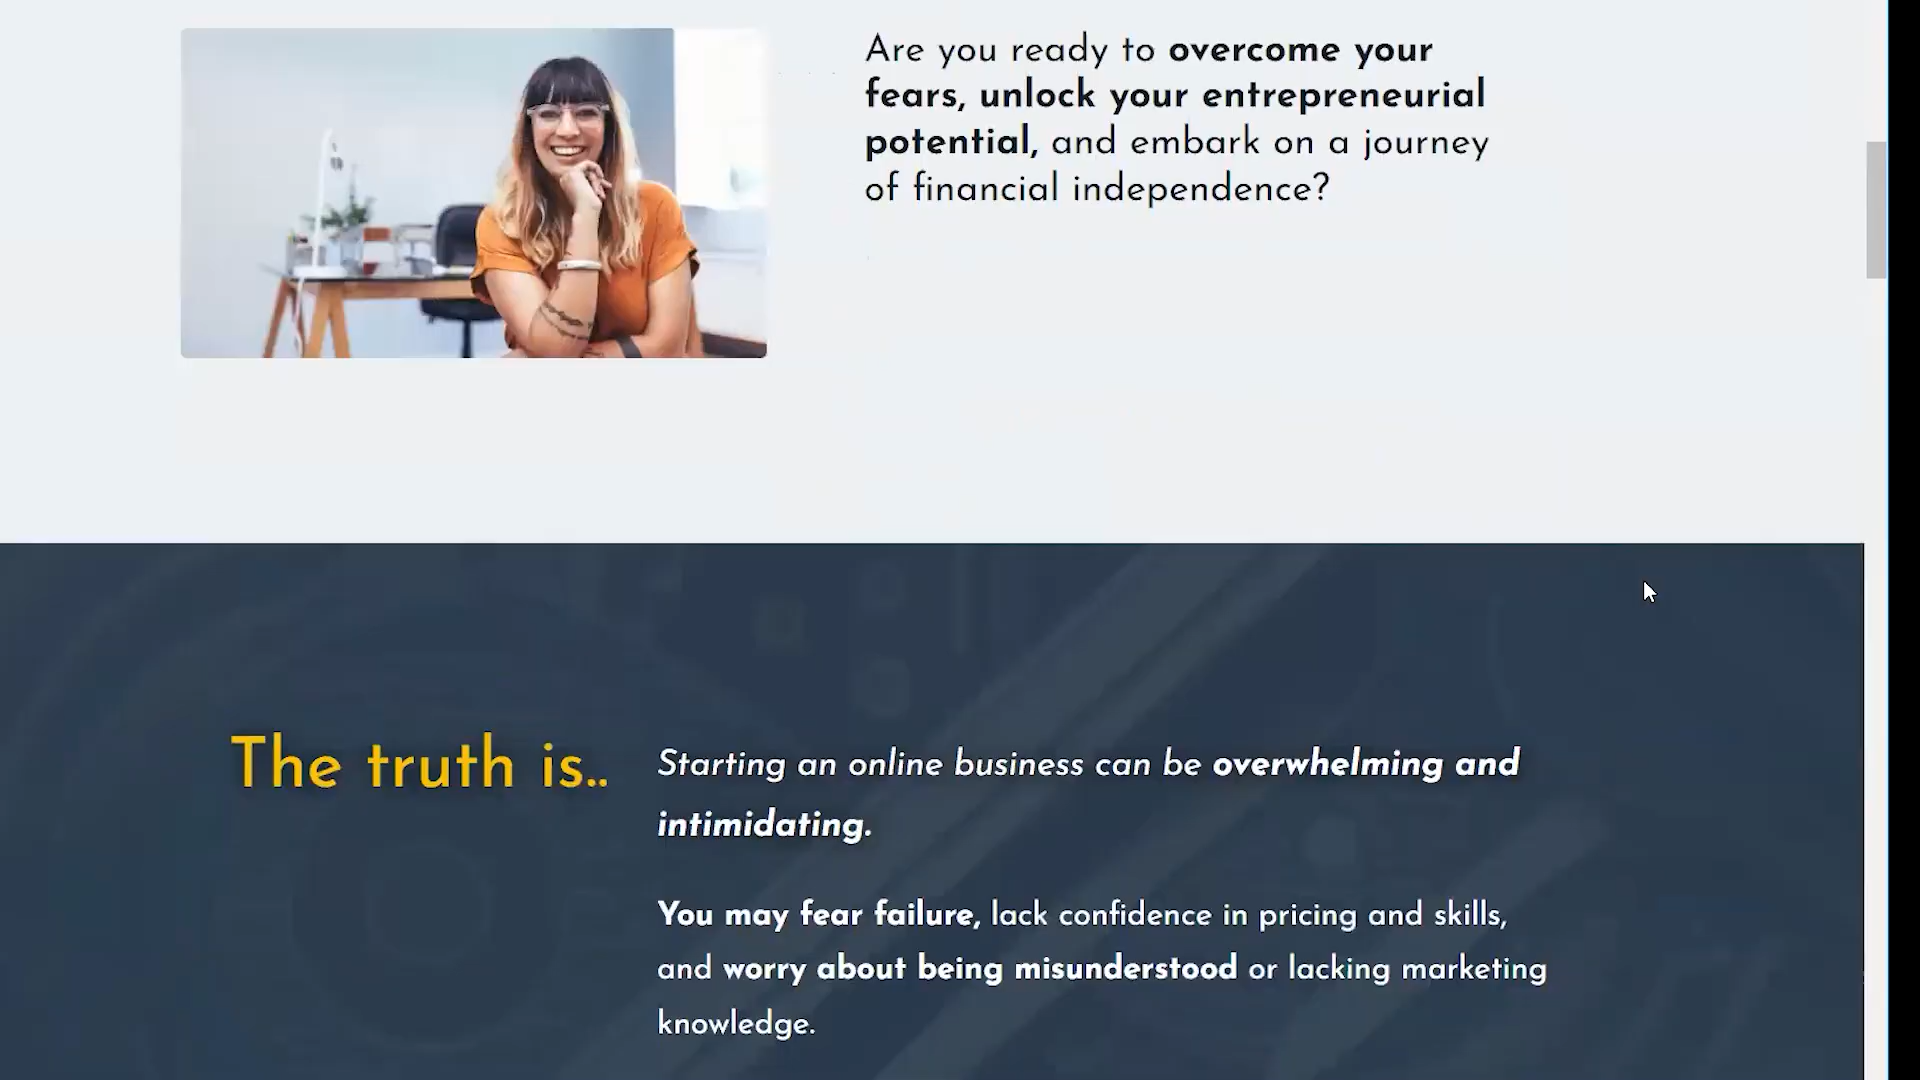 Are you ready to overcome your
fears, unlock your entrepreneurial
potential, and embark on a journey
of financial independence?
The truth is..
Starting an online business can be overwhelming and
intimidating.
You may fear failure, lack confidence in pricing and skills,
and worry about being misunderstood or lacking marketing
knowledge.